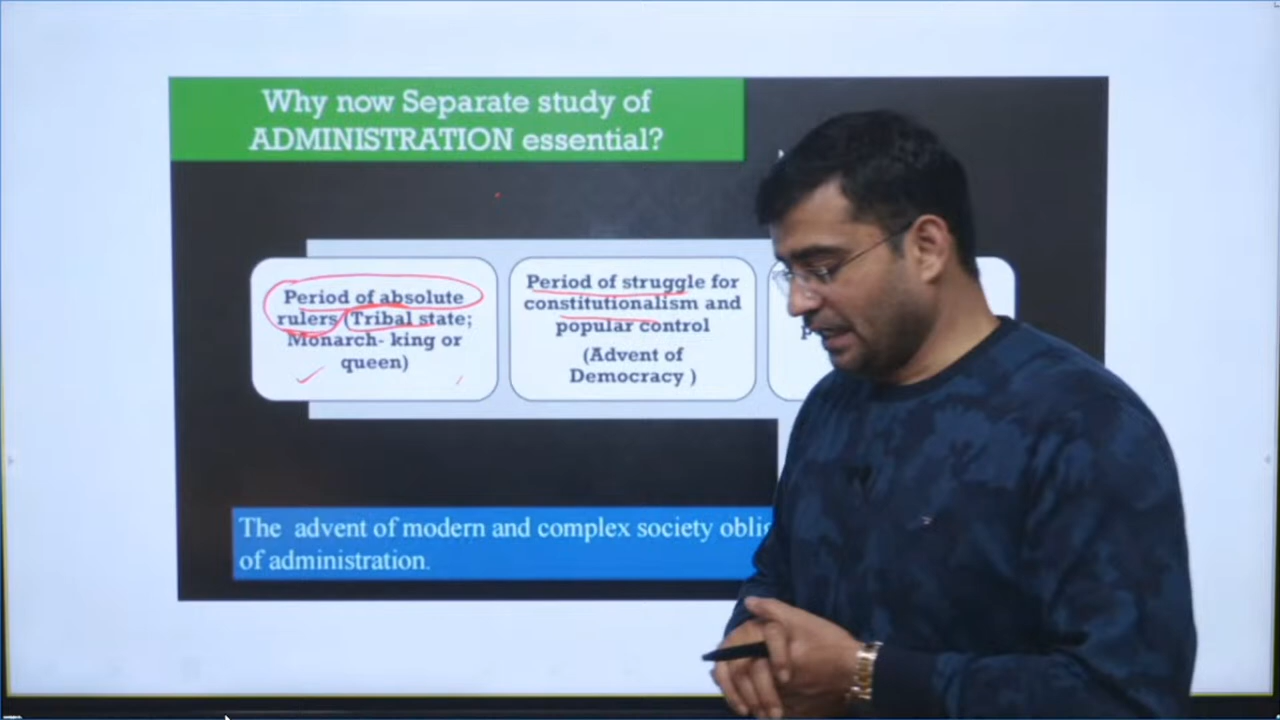 Why now Separate study of
ADMINISTRATION essential?
Period of absolute
rulers (Tribal state;
Monarch- king or
queen)
Period of struggle for
constitutionalism and
popular control
(Advent of
Democracy )
The advent of modern and complex society
of administration.